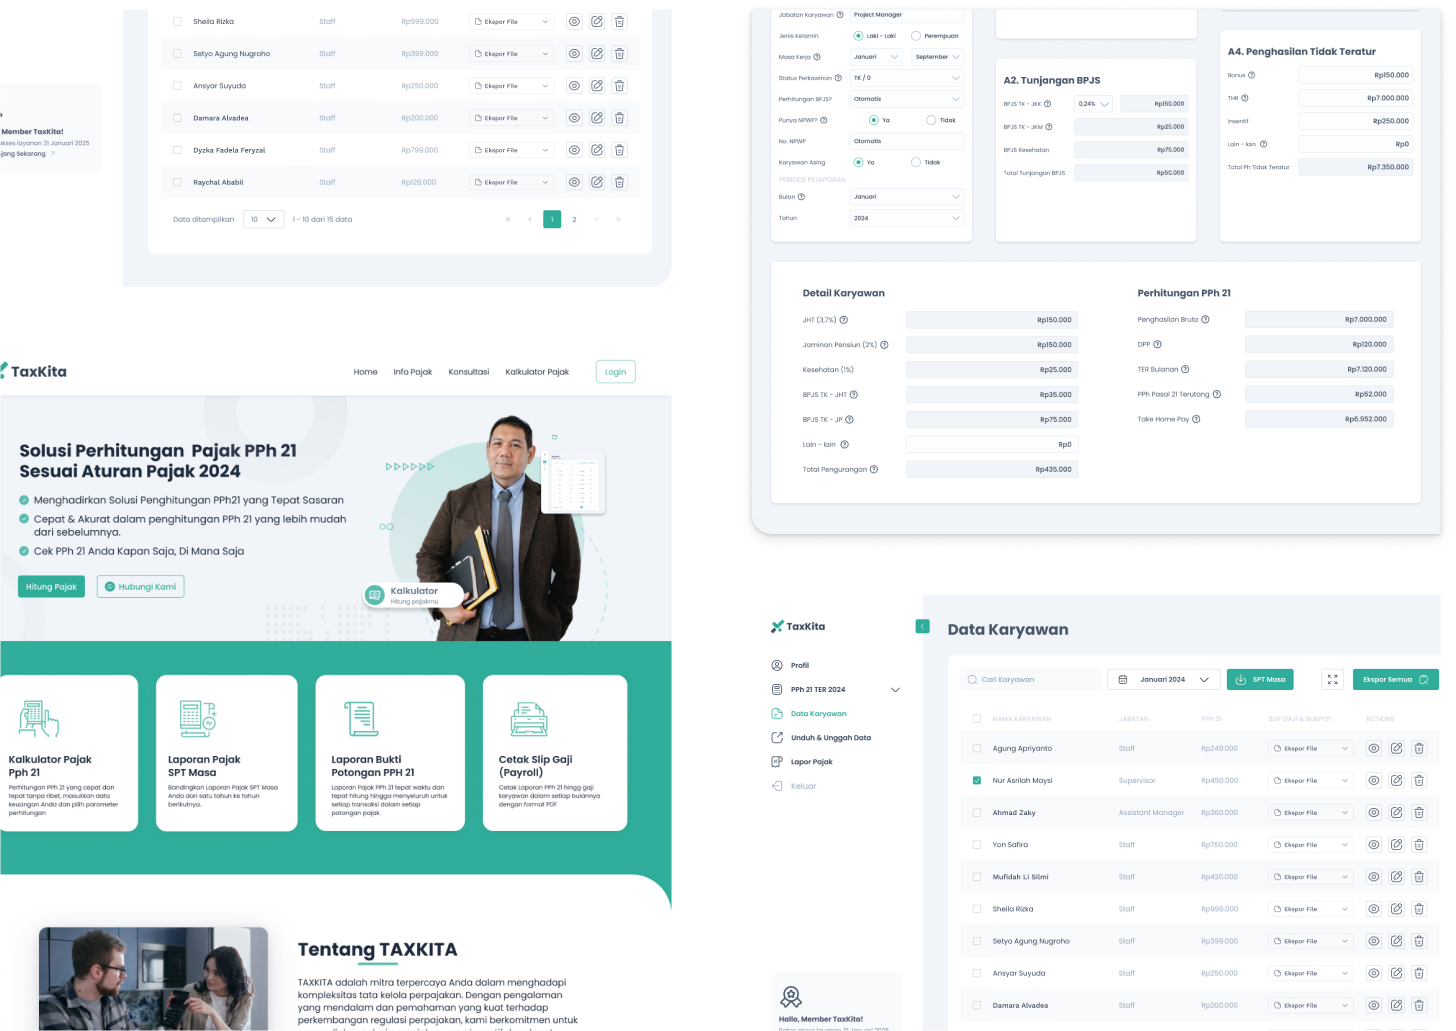 Sheila Rizka Staff Rp999.000 Ekspor File
Setyo Agung Nugroho Staff Rp399.000 Ekspor File
Ansyar Suyuda Staff Rp250.000 Ekspor File
Damara Alvadea Staff Rp200.000 Ekspor File
Dyzka Fadela Feryzal Staff Rp799.000 Ekspor File
Raychal Ababil Staff Rp128.000 Ekspor File
Data ditampilkan 10 1 - 10 dari 15 data « ‹ 1 2 › »
Member TaxKita!
kses layanan 31 Januari 2025
jang Sekarang
TaxKita
Home Info Pajak Konsultasi Kalkulator Pajak Login
Solusi Perhitungan Pajak PPh 21
Sesuai Aturan Pajak 2024
Menghadirkan Solusi Penghitungan PPh21 yang Tepat Sasaran
Cepat & Akurat dalam penghitungan PPh 21 yang lebih mudah
dari sebelumnya.
Cek PPh 21 Anda Kapan Saja, Di Mana Saja
Hitung Pajak Hubungi Kami
Kalkulator
Hitung pajakmu
Kalkulator Pajak
Pph 21
Perhitungan PPh 21 yang cepat dan
tepat tanpa ribet, masukan data
keuangan Anda dan pilih parameter
perhitungan
Laporan Pajak
SPT Masa
Bandingkan Laporan Pajak SPT Masa
Anda dari satu tahun ke tahun
berikutnya.
Laporan Bukti
Potongan PPH 21
Laporan Pajak PPh 21 tepat waktu dan
tepat hitung hingga menyeluruh untuk
setiap transaksi dalam setiap
potongan pajak.
Cetak Slip Gaji
(Payroll)
Cetak Laporan PPh 21 hingga gaji
karyawan dalam setiap bulannya
dengan format PDF
Tentang TAXKITA
TAXKITA adalah mitra terpercaya Anda dalam menghadapi
kompleksitas tata kelola perpajakan. Dengan pengalaman
yang mendalam dan pemahaman yang kuat terhadap
perkembangan regulasi perpajakan, kami berkomitmen untuk
Jabatan Karyawan Project Manager
Jenis Kelamin Laki - Laki Perempuan
Masa Kerja Januari September
Status Perkawinan TK / 0
Perhitungan BPJS? Otomatis
Punya NPWP? Ya Tidak
No. NPWP Otomatis
Karyawan Asing Ya Tidak
PERIODE PELAPORAN
Bulan Januari
Tahun 2024
A2. Tunjangan BPJS
BPJS TK - JKK 0,24% Rp150.000
BPJS TK - JKM Rp25.000
BPJS Kesehatan Rp75.000
Total Tunjangan BPJS Rp50.000
A4. Penghasilan Tidak Teratur
Bonus Rp150.000
THR Rp7.000.000
Insentif Rp250.000
Lain - lain Rp0
Total Ph Tidak Teratur Rp7.350.000
Detail Karyawan
JHT (3,7%) Rp150.000
Jaminan Pensiun (2%) Rp150.000
Kesehatan (1%) Rp25.000
BPJS TK - JHT Rp35.000
BPJS TK - JP Rp75.000
Lain - lain Rp0
Total Pengurangan Rp435.000
Perhitungan PPh 21
Penghasilan Bruto Rp7.000.000
DPP Rp120.000
TER Bulanan Rp7.120.000
PPh Pasal 21 Terutang Rp52.000
Take Home Pay Rp6.952.000
TaxKita
Profil
PPh 21 TER 2024
Data Karyawan
Unduh & Unggah Data
Lapor Pajak
Keluar
Hallo, Member TaxKita!
Data Karyawan
Cari Karyawan Januari 2024 SPT Masa Ekspor Semua
NAMA KARYAWAN JABATAN PPH 21 SLIP GAJI & BUKPOT ACTIONS
Agung Apriyanto Staff Rp249.000 Ekspor File
Nur Asrilah Maysi Supervisor Rp450.000 Ekspor File
Ahmad Zaky Assistant Manager Rp360.000 Ekspor File
Yon Safira Staff Rp750.000 Ekspor File
Mufidah Li Silmi Staff Rp420.000 Ekspor File
Sheila Rizka Staff Rp999.000 Ekspor File
Setyo Agung Nugroho Staff Rp399.000 Ekspor File
Ansyar Suyuda Staff Rp250.000 Ekspor File
Damara Alvadea Staff Rp200.000 Ekspor File